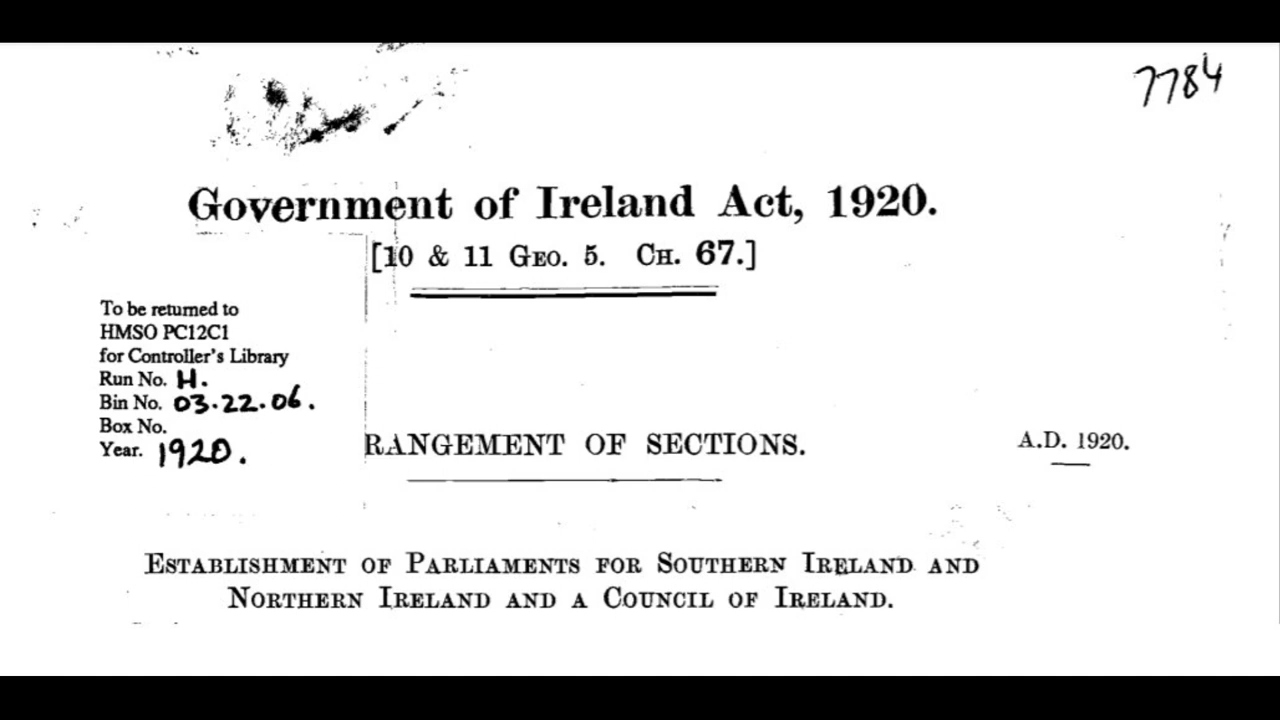 7784
Government of Ireland Act, 1920.
[10 & 11 GEO. 5. CH. 67.]
To be returned to
HMSO PC12C1
for Controller's Library
Run No. H.
Bin No. 03.22.06.
Box No.
Year. 1920.
RANGEMENT OF SECTIONS.
A.D. 1920.
ESTABLISHMENT OF PARLIAMENTS FOR SOUTHERN IRELAND AND
NORTHERN IRELAND AND A COUNCIL OF IRELAND.